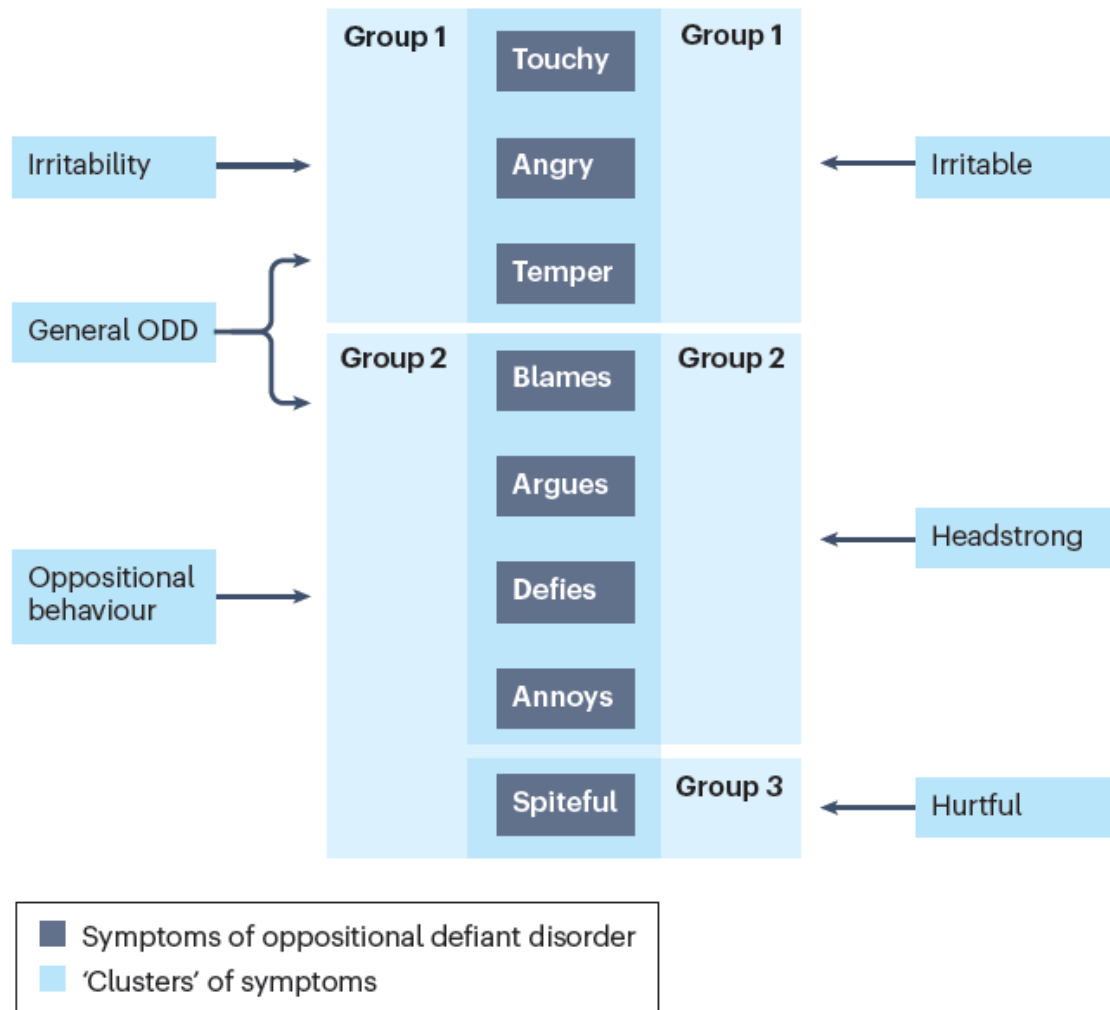 Group 1
Touchy
Group 1
Irritability
Angry
Irritable
Temper
General ODD
Group 2
Blames
Group 2
Argues
Headstrong
Oppositional
behaviour
Defies
Annoys
Spiteful
Group 3
Hurtful
Symptoms of oppositional defiant disorder
‘Clusters’ of symptoms